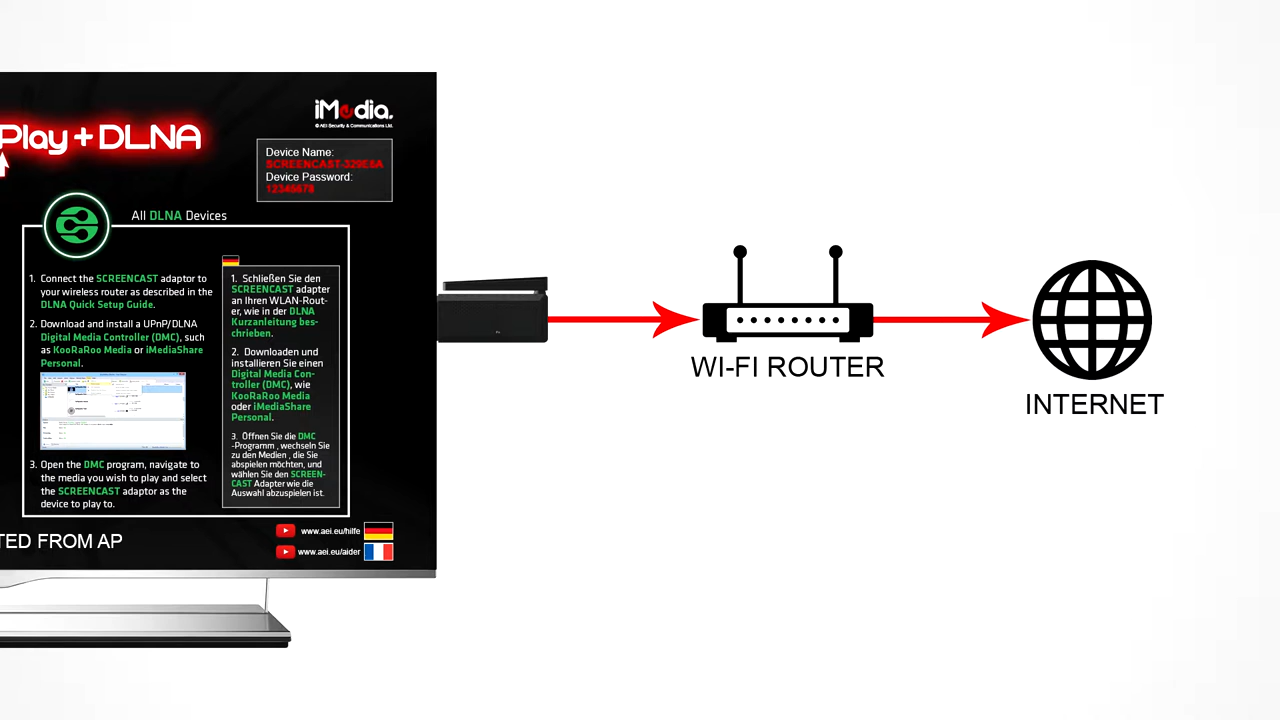 Play + DLNA
iMedia.
© AEI Security & Communications Ltd.
Device Name:
SCREENCAST-329E6A
Device Password:
12345678
All DLNA Devices
1. Connect the SCREENCAST adaptor to
your wireless router as described in the
DLNA Quick Setup Guide.
2. Download and install a UPnP/DLNA
Digital Media Controller (DMC), such
as KooRaRoo Media or iMediaShare
Personal.
3. Open the DMC program, navigate to
the media you wish to play and select
the SCREENCAST adaptor as the
device to play to.
1. Schließen Sie den
SCREENCAST adapter
an Ihren WLAN-Rout-
er, wie in der DLNA
Kurzanleitung bes-
chrieben.
2. Downloaden und
installieren Sie einen
Digital Media Con-
troller (DMC), wie
KooRaRoo Media
oder iMediaShare
Personal.
3. Öffnen Sie die DMC
-Programm , wechseln Sie
zu den Medien , die Sie
abspielen möchten, und
wählen Sie den SCREEN-
CAST Adapter wie die
Auswahl abzuspielen ist.
TED FROM AP
www.aei.eu/hilfe
www.aei.eu/aider
WI-FI ROUTER
INTERNET